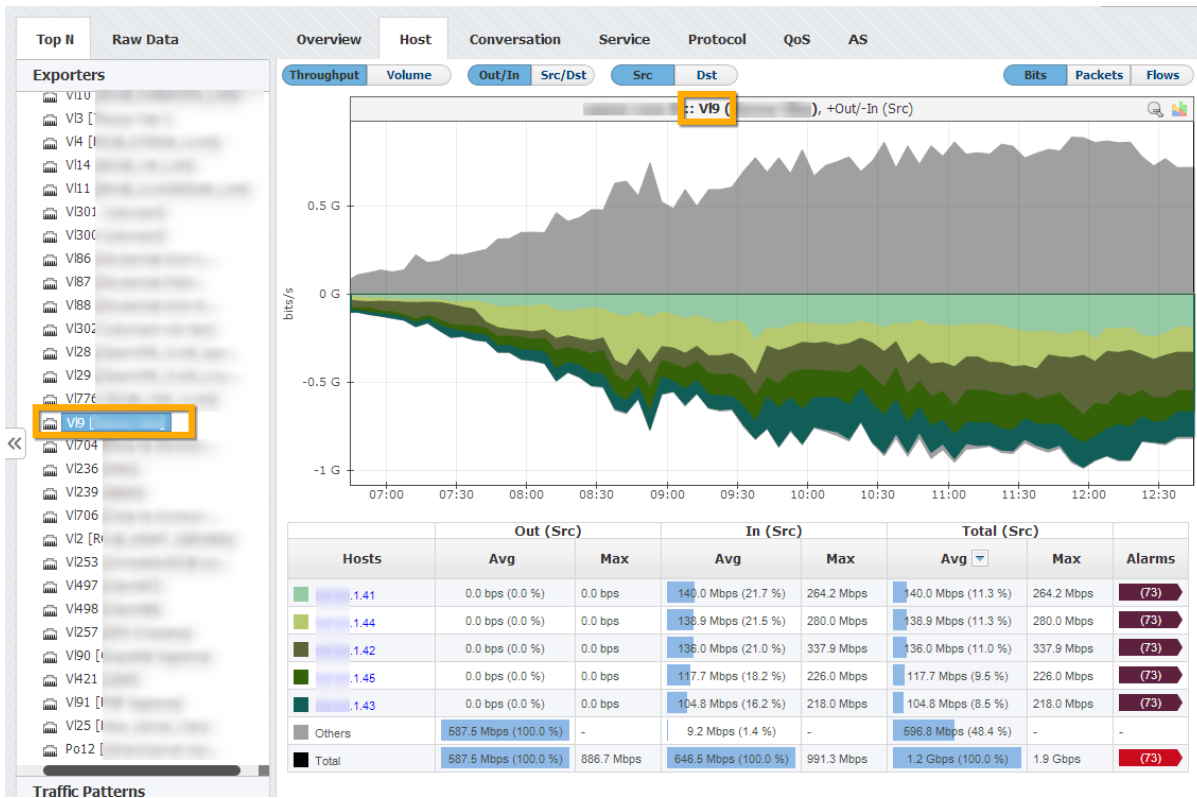 Top N Raw Data Overview Host Conversation Service Protocol QoS AS
Exporters
Throughput Volume Out/In Src/Dst Src Dst Bits Packets Flows
Vl10
Vl3 [
Vl4 [
Vl14
Vl11
Vl301
Vl300
Vl86
Vl87
Vl88
Vl302
Vl28
Vl29
Vl776
Vl9 [
Vl704
Vl236
Vl239
Vl706
Vl2 [R
Vl253
Vl497
Vl498
Vl257
Vl90 [
Vl421
Vl91 [
Vl25 [
Po12 [
Traffic Patterns
:: Vl9 ( ), +Out/-In (Src)
bits/s
0.5 G
0 G
-0.5 G
-1 G
07:00 07:30 08:00 08:30 09:00 09:30 10:00 10:30 11:00 11:30 12:00 12:30
Out (Src) In (Src) Total (Src)
Hosts Avg Max Avg Max Avg Max Alarms
.1.41 0.0 bps (0.0 %) 0.0 bps 140.0 Mbps (21.7 %) 264.2 Mbps 140.0 Mbps (11.3 %) 264.2 Mbps (73)
.1.44 0.0 bps (0.0 %) 0.0 bps 138.9 Mbps (21.5 %) 280.0 Mbps 138.9 Mbps (11.3 %) 280.0 Mbps (73)
.1.42 0.0 bps (0.0 %) 0.0 bps 136.0 Mbps (21.0 %) 337.9 Mbps 136.0 Mbps (11.0 %) 337.9 Mbps (73)
.1.45 0.0 bps (0.0 %) 0.0 bps 117.7 Mbps (18.2 %) 226.0 Mbps 117.7 Mbps (9.5 %) 226.0 Mbps (73)
.1.43 0.0 bps (0.0 %) 0.0 bps 104.8 Mbps (16.2 %) 218.0 Mbps 104.8 Mbps (8.5 %) 218.0 Mbps (73)
Others 587.5 Mbps (100.0 %) - 9.2 Mbps (1.4 %) - 596.8 Mbps (48.4 %) - -
Total 587.5 Mbps (100.0 %) 886.7 Mbps 646.5 Mbps (100.0 %) 991.3 Mbps 1.2 Gbps (100.0 %) 1.9 Gbps (73)